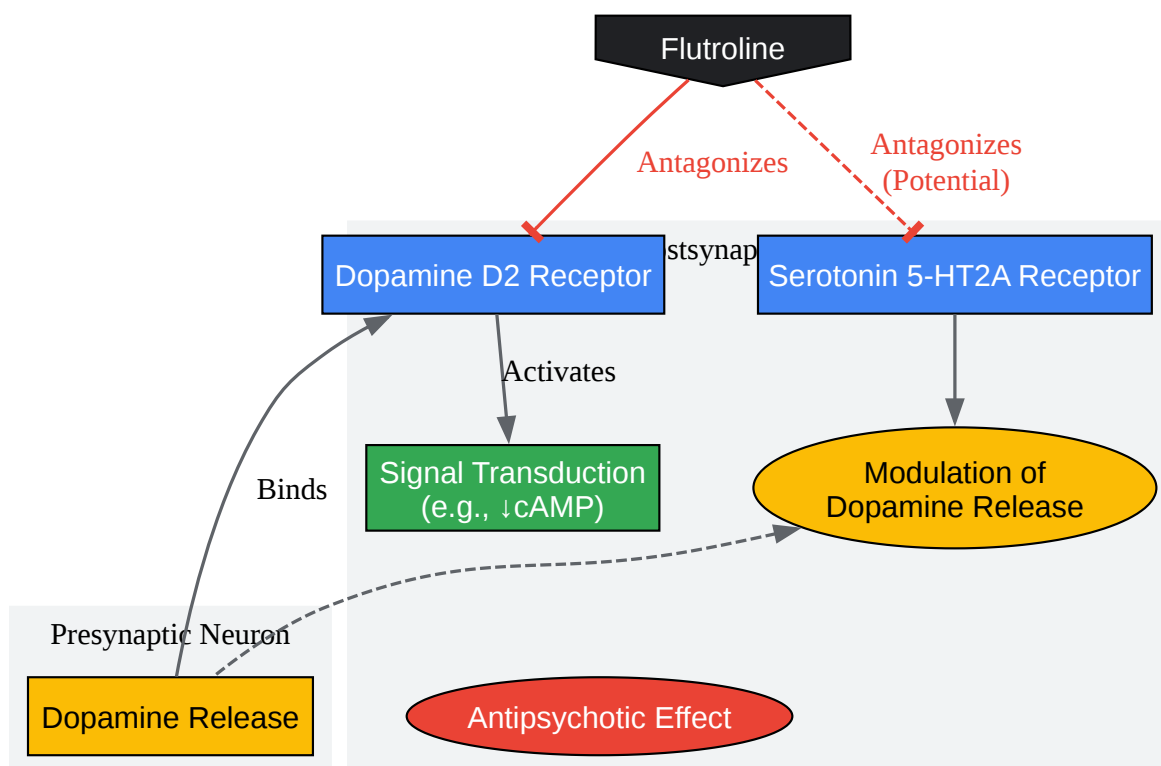 Flutroline
Antagonizes
Antagonizes
(Potential)
stsynap
Dopamine D2 Receptor
Serotonin 5-HT2A Receptor
Activates
Signal Transduction
(e.g., ↓cAMP)
Modulation of
Dopamine Release
Binds
Presynaptic Neuron
Dopamine Release
Antipsychotic Effect